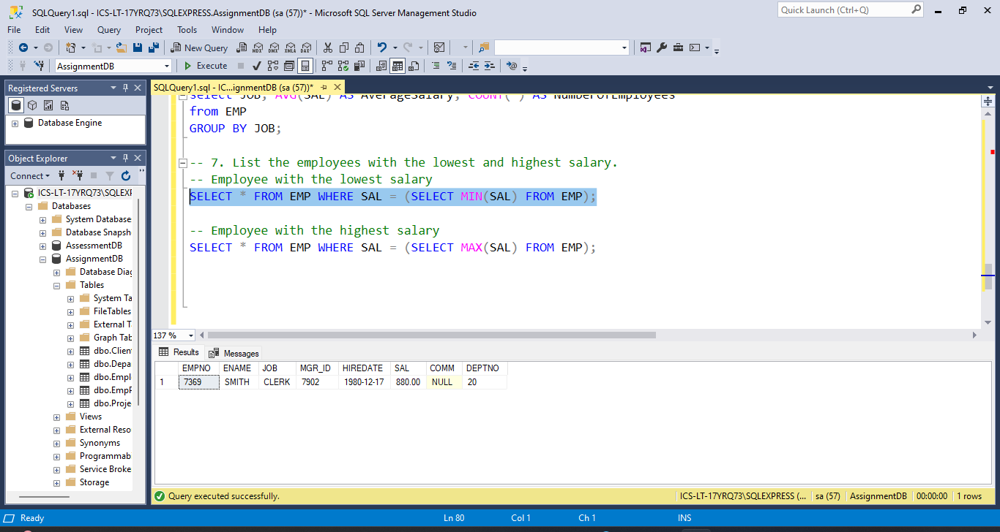 SQLQuery1.sql - ICS-LT-17YRQ73\SQLEXPRESS.AssignmentDB (sa (57))* - Microsoft SQL Server Management Studio
Quick Launch (Ctrl+Q)
File Edit View Query Project Tools Window Help
New Query MDX DMX XMLA DAX
AssignmentDB Execute
Registered Servers
Database Engine
Object Explorer
Connect
ICS-LT-17YRQ73\SQLEXPF
Databases
System Database
Database Snapsh
AssessmentDB
AssignmentDB
Database Diag
Tables
System Ta
FileTables
External T
Graph Tab
dbo.Clien
dbo.Depa
dbo.Empl
dbo.EmpF
dbo.Proje
Views
External Reso
Synonyms
Programmab
Service Broke
Storage
SQLQuery1.sql - IC...ignmentDB (sa (57))*
select JOB, AVG(SAL) AS AverageSalary, COUNT(*) AS NumberOfEmployees
from EMP
GROUP BY JOB;
-- 7. List the employees with the lowest and highest salary.
-- Employee with the lowest salary
SELECT * FROM EMP WHERE SAL = (SELECT MIN(SAL) FROM EMP);
-- Employee with the highest salary
SELECT * FROM EMP WHERE SAL = (SELECT MAX(SAL) FROM EMP);
137 %
Results Messages
EMPNO ENAME JOB MGR_ID HIREDATE SAL COMM DEPTNO
1 7369 SMITH CLERK 7902 1980-12-17 880.00 NULL 20
Query executed successfully. ICS-LT-17YRQ73\SQLEXPRESS (... sa (57) AssignmentDB 00:00:00 1 rows
Ready Ln 80 Col 1 Ch 1 INS